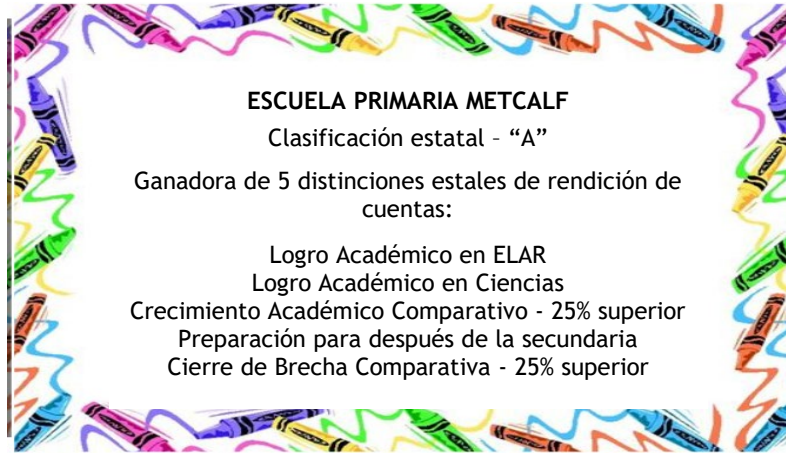 ESCUELA PRIMARIA METCALF
Clasificación estatal – “A”
Ganadora de 5 distinciones estales de rendición de
cuentas:
Logro Académico en ELAR
Logro Académico en Ciencias
Crecimiento Académico Comparativo - 25% superior
Preparación para después de la secundaria
Cierre de Brecha Comparativa - 25% superior